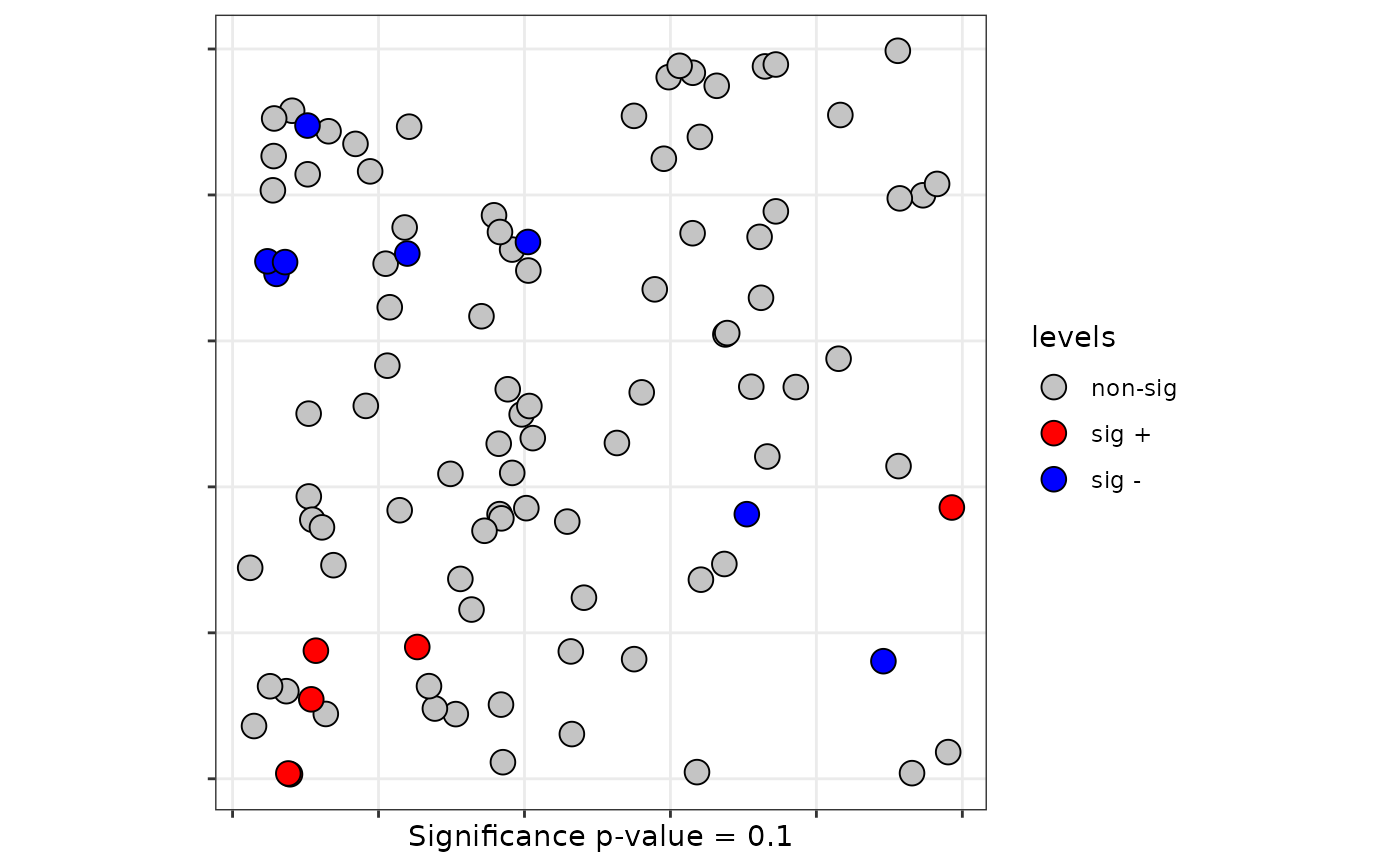 levels
non-sig
sig +
sig -
Significance p-value = 0.1